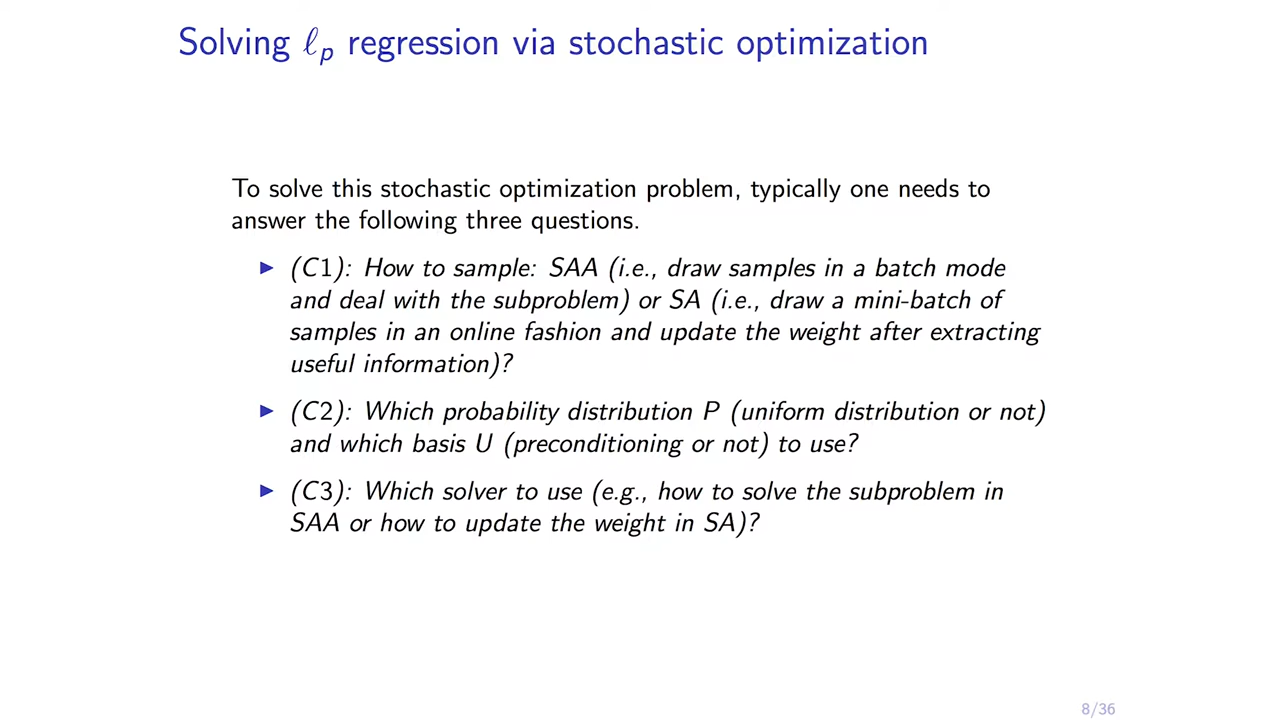 Solving ℓp regression via stochastic optimization
To solve this stochastic optimization problem, typically one needs to
answer the following three questions.
▶ (C1): How to sample: SAA (i.e., draw samples in a batch mode
and deal with the subproblem) or SA (i.e., draw a mini-batch of
samples in an online fashion and update the weight after extracting
useful information)?
▶ (C2): Which probability distribution P (uniform distribution or not)
and which basis U (preconditioning or not) to use?
▶ (C3): Which solver to use (e.g., how to solve the subproblem in
SAA or how to update the weight in SA)?
8/36